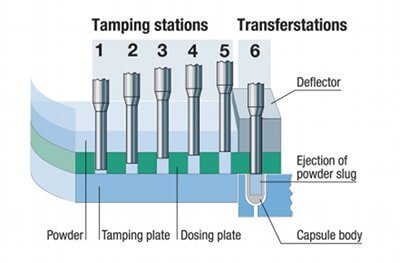 Tamping stations Transferstations
1 2 3 4 5 6
Deflector
Ejection of
powder slug
Powder Tamping plate Dosing plate Capsule body